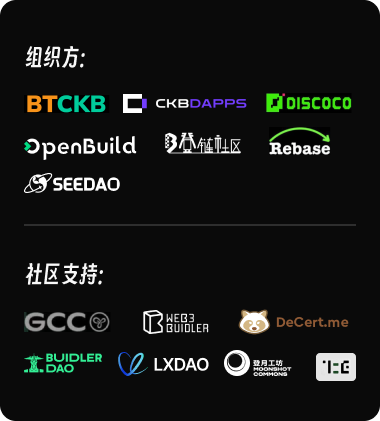 组织方:
BTCKB CKBDAPPS DISCOCO
OpenBuild 链社区 Rebase
SEEDAO
社区支持:
GCC WEB3 BUIDLER DeCert.me
BUIDLER DAO LXDAO 登月工坊 MOONSHOT COMMONS